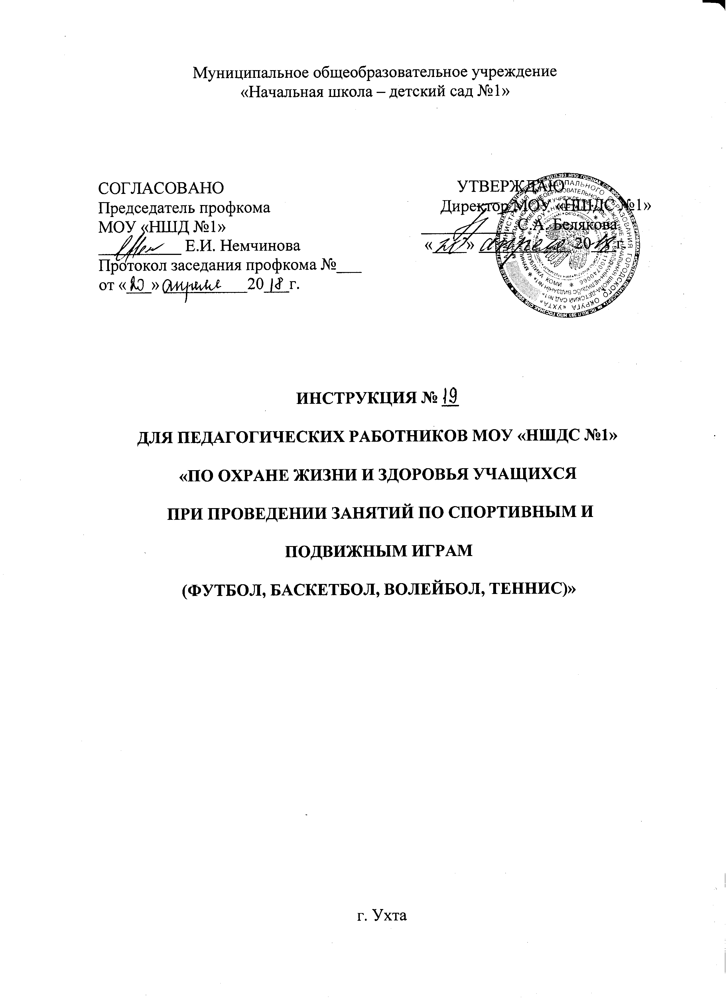 Муниципальное общеобразовательное учреждение
«Начальная школа – детский сад №1»
СОГЛАСОВАНО
Председатель профкома
МОУ «НШД №1»
__________ Е.И. Немчинова
Протокол заседания профкома №___
от «20» апреля 2018 г.
УТВЕРЖДАЮ
Директор МОУ «НШДС №1»
___________ С.А. Белякова
«20» апреля 2018 г.
ИНСТРУКЦИЯ № 19
ДЛЯ ПЕДАГОГИЧЕСКИХ РАБОТНИКОВ МОУ «НШДС №1»
«ПО ОХРАНЕ ЖИЗНИ И ЗДОРОВЬЯ УЧАЩИХСЯ
ПРИ ПРОВЕДЕНИИ ЗАНЯТИЙ ПО СПОРТИВНЫМ И
ПОДВИЖНЫМ ИГРАМ
(ФУТБОЛ, БАСКЕТБОЛ, ВОЛЕЙБОЛ, ТЕННИС)»
г. Ухта